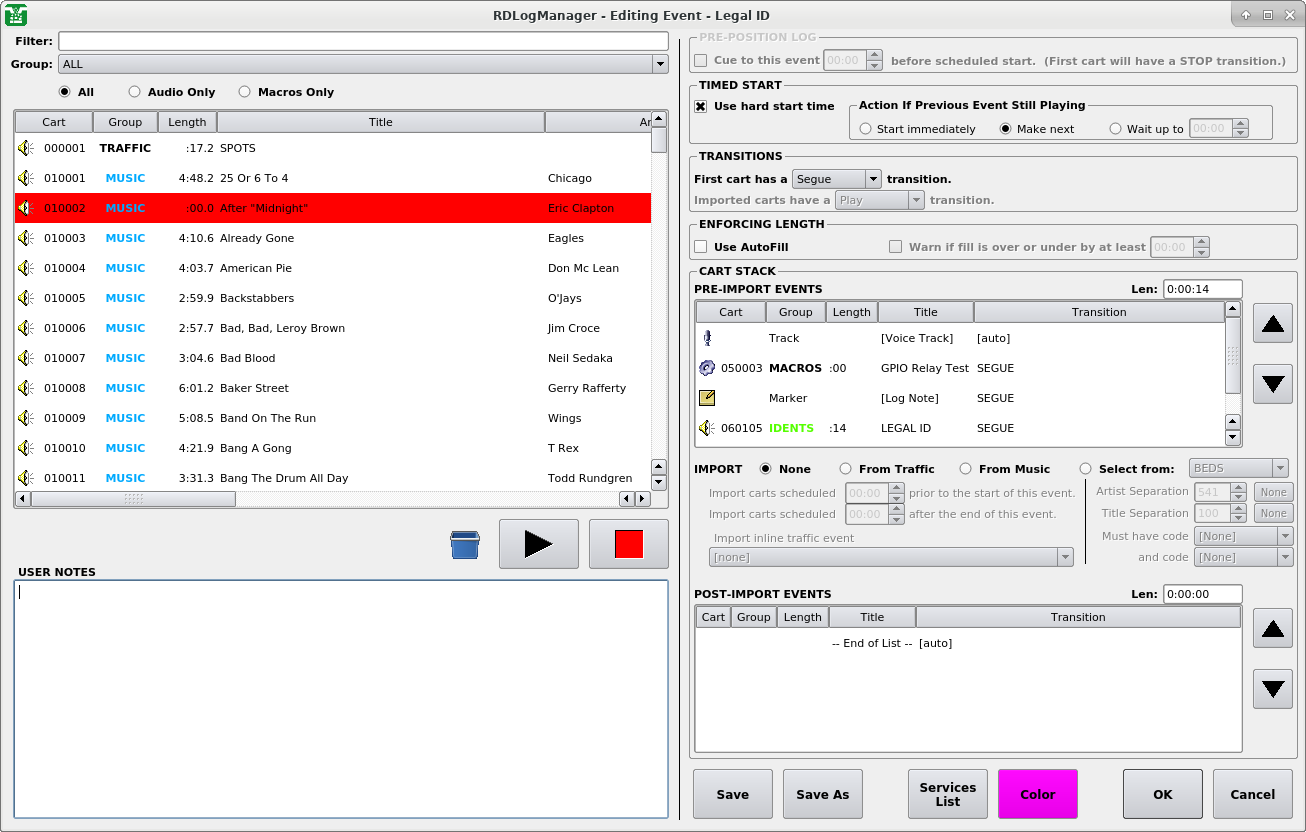 RDLogManager - Editing Event - Legal ID
Filter:
Group: ALL
All Audio Only Macros Only
Cart Group Length Title Ar
000001 TRAFFIC :17.2 SPOTS
010001 MUSIC 4:48.2 25 Or 6 To 4 Chicago
010002 MUSIC :00.0 After "Midnight" Eric Clapton
010003 MUSIC 4:10.6 Already Gone Eagles
010004 MUSIC 4:03.7 American Pie Don Mc Lean
010005 MUSIC 2:59.9 Backstabbers O'Jays
010006 MUSIC 2:57.7 Bad, Bad, Leroy Brown Jim Croce
010007 MUSIC 3:04.6 Bad Blood Neil Sedaka
010008 MUSIC 6:01.2 Baker Street Gerry Rafferty
010009 MUSIC 5:08.5 Band On The Run Wings
010010 MUSIC 4:21.9 Bang A Gong T Rex
010011 MUSIC 3:31.3 Bang The Drum All Day Todd Rundgren
USER NOTES
PRE-POSITION LOG
Cue to this event 00:00 before scheduled start. (First cart will have a STOP transition.)
TIMED START
Use hard start time
Action If Previous Event Still Playing
Start immediately Make next Wait up to 00:00
TRANSITIONS
First cart has a Segue transition.
Imported carts have a Play transition.
ENFORCING LENGTH
Use AutoFill Warn if fill is over or under by at least 00:00
CART STACK
PRE-IMPORT EVENTS Len: 0:00:14
Cart Group Length Title Transition
Track [Voice Track] [auto]
050003 MACROS :00 GPIO Relay Test SEGUE
Marker [Log Note] SEGUE
060105 IDENTS :14 LEGAL ID SEGUE
IMPORT None From Traffic From Music Select from: BEDS
Import carts scheduled 00:00 prior to the start of this event.
Import carts scheduled 00:00 after the end of this event.
Import inline traffic event
[none]
Artist Separation 541 None
Title Separation 100 None
Must have code [None]
and code [None]
POST-IMPORT EVENTS Len: 0:00:00
Cart Group Length Title Transition
-- End of List -- [auto]
Save Save As Services List Color OK Cancel